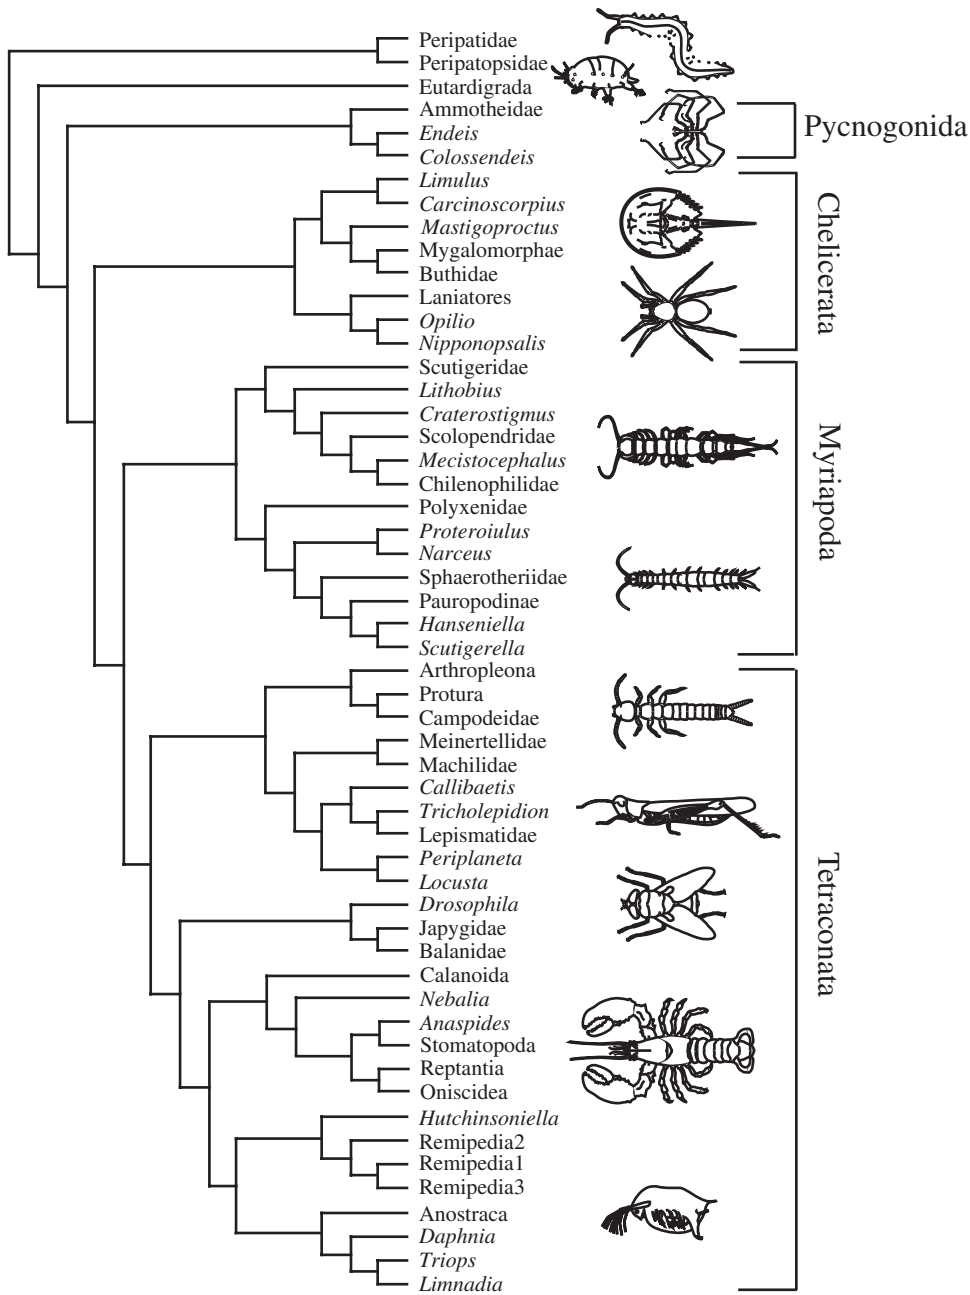 Peripatidae
Peripatopsidae
Eutardigrada
Ammotheidae
Endeis
Colossendeis
Pycnogonida
Limulus
Carcinoscorpius
Mastigoproctus
Mygalomorphae
Buthidae
Laniatores
Opilio
Nipponopsalis
Chelicerata
Scutigeridae
Lithobius
Craterostigmus
Scolopendridae
Mecistocephalus
Chilenophilidae
Polyxenidae
Proteroiulus
Narceus
Sphaerotheriidae
Pauropodinae
Hanseniella
Scutigerella
Myriapoda
Arthropleona
Protura
Campodeidae
Meinertellidae
Machilidae
Callibaetis
Tricholepidion
Lepismatidae
Periplaneta
Locusta
Drosophila
Japygidae
Balanidae
Calanoida
Nebalia
Anaspides
Stomatopoda
Reptantia
Oniscidea
Hutchinsoniella
Remipedia2
Remipedia1
Remipedia3
Anostraca
Daphnia
Triops
Limnadia
Tetraconata